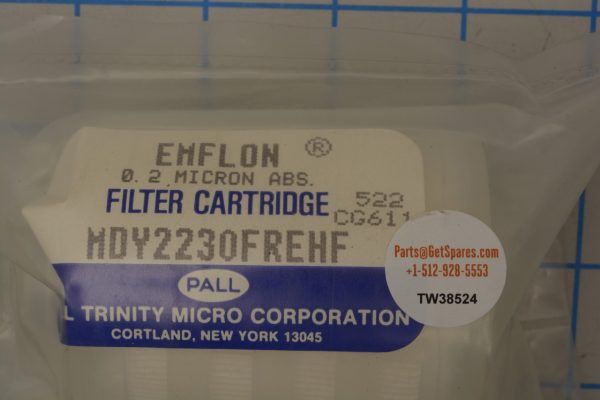 EMFLON ®
0.2 MICRON ABS.
FILTER CARTRIDGE
522
CG611
MDY2230FREHF
PALL
L TRINITY MICRO CORPORATION
CORTLAND, NEW YORK 13045
Parts@GetSpares.com
+1-512-928-5553
TW38524